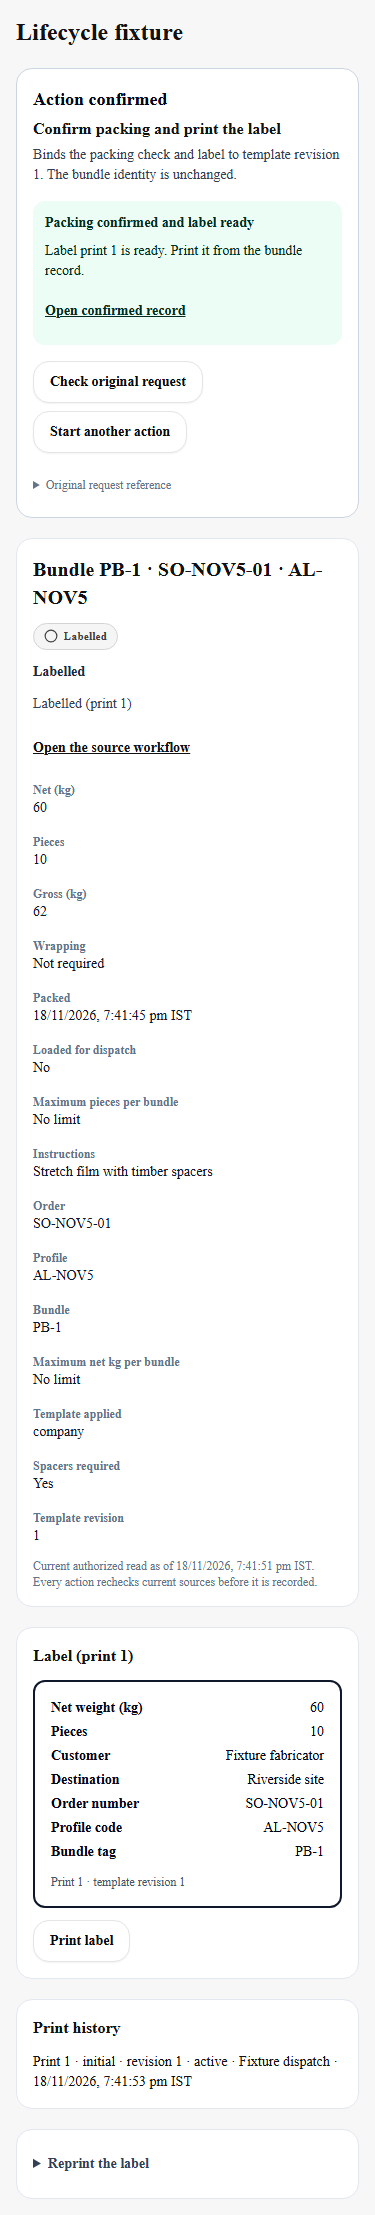 Lifecycle fixture
Action confirmed
Confirm packing and print the label
Binds the packing check and label to template revision
1. The bundle identity is unchanged.
Packing confirmed and label ready
Label print 1 is ready. Print it from the bundle
record.
Open confirmed record
Check original request
Start another action
Original request reference
Bundle PB-1 · SO-NOV5-01 · AL-
NOV5
Labelled
Labelled
Labelled (print 1)
Open the source workflow
Net (kg)
60
Pieces
10
Gross (kg)
62
Wrapping
Not required
Packed
18/11/2026, 7:41:45 pm IST
Loaded for dispatch
No
Maximum pieces per bundle
No limit
Instructions
Stretch film with timber spacers
Order
SO-NOV5-01
Profile
AL-NOV5
Bundle
PB-1
Maximum net kg per bundle
No limit
Template applied
company
Spacers required
Yes
Template revision
1
Current authorized read as of 18/11/2026, 7:41:51 pm IST.
Every action rechecks current sources before it is recorded.
Label (print 1)
Net weight (kg) 60
Pieces 10
Customer Fixture fabricator
Destination Riverside site
Order number SO-NOV5-01
Profile code AL-NOV5
Bundle tag PB-1
Print 1 · template revision 1
Print label
Print history
Print 1 · initial · revision 1 · active · Fixture dispatch ·
18/11/2026, 7:41:53 pm IST
Reprint the label